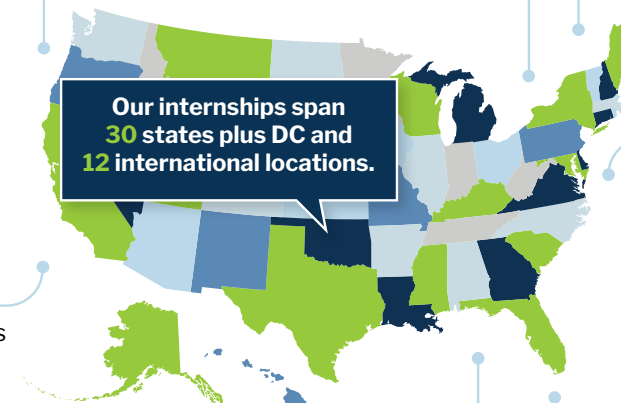 Our internships span
30 states plus DC and
12 international locations.
s